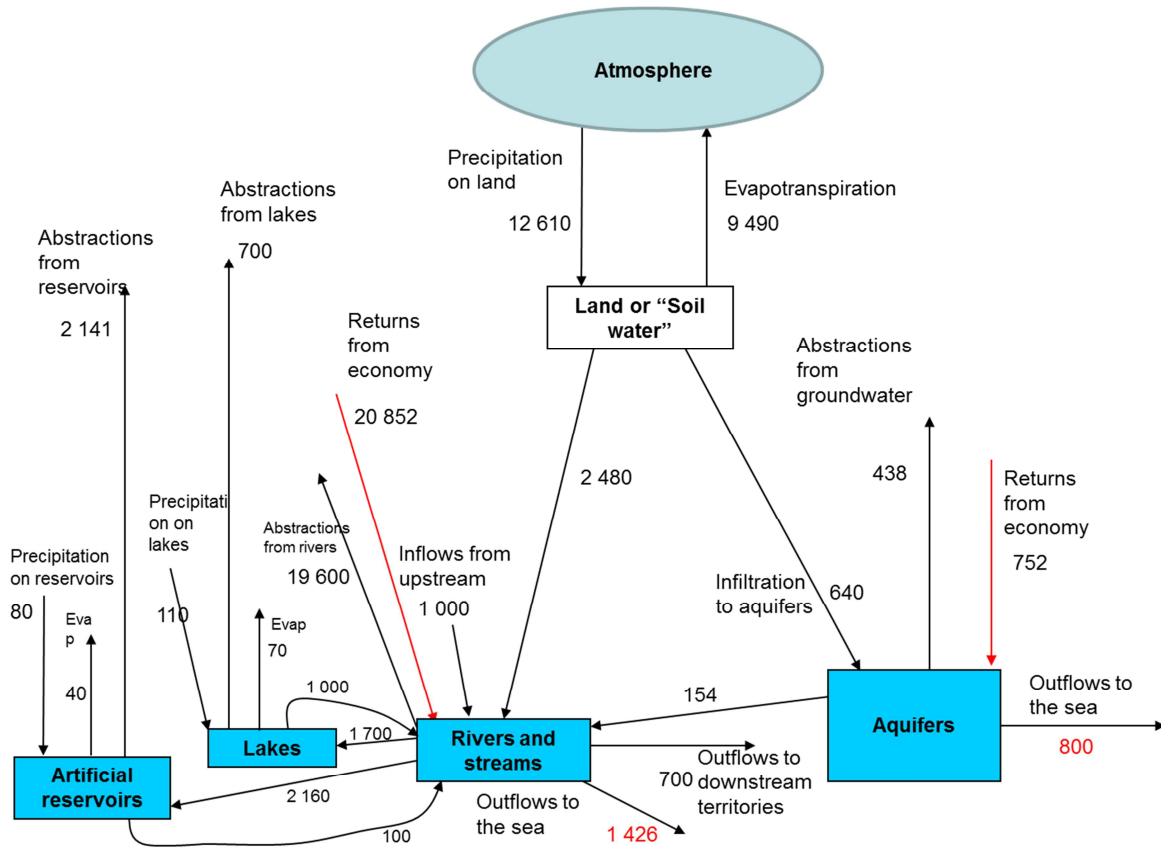 Atmosphere
Precipitation
on land
12 610
Evapotranspiration
9 490
Land or “Soil
water”
Abstractions
from lakes
700
Abstractions
from
reservoirs
2 141
Returns
from
economy
20 852
Abstractions
from
groundwater
438
Returns
from
economy
752
2 480
Precipitati
on on
lakes
110
Abstractions
from rivers
19 600
Inflows from
upstream
1 000
Infiltration
to aquifers
640
Precipitation
on reservoirs
80
Eva
p
40
Evap
70
1 000
1 700
154
Lakes
Rivers and
streams
Aquifers
Outflows to
the sea
800
Artificial
reservoirs
2 160
100
Outflows to
the sea
1 426
700
Outflows to
downstream
territories